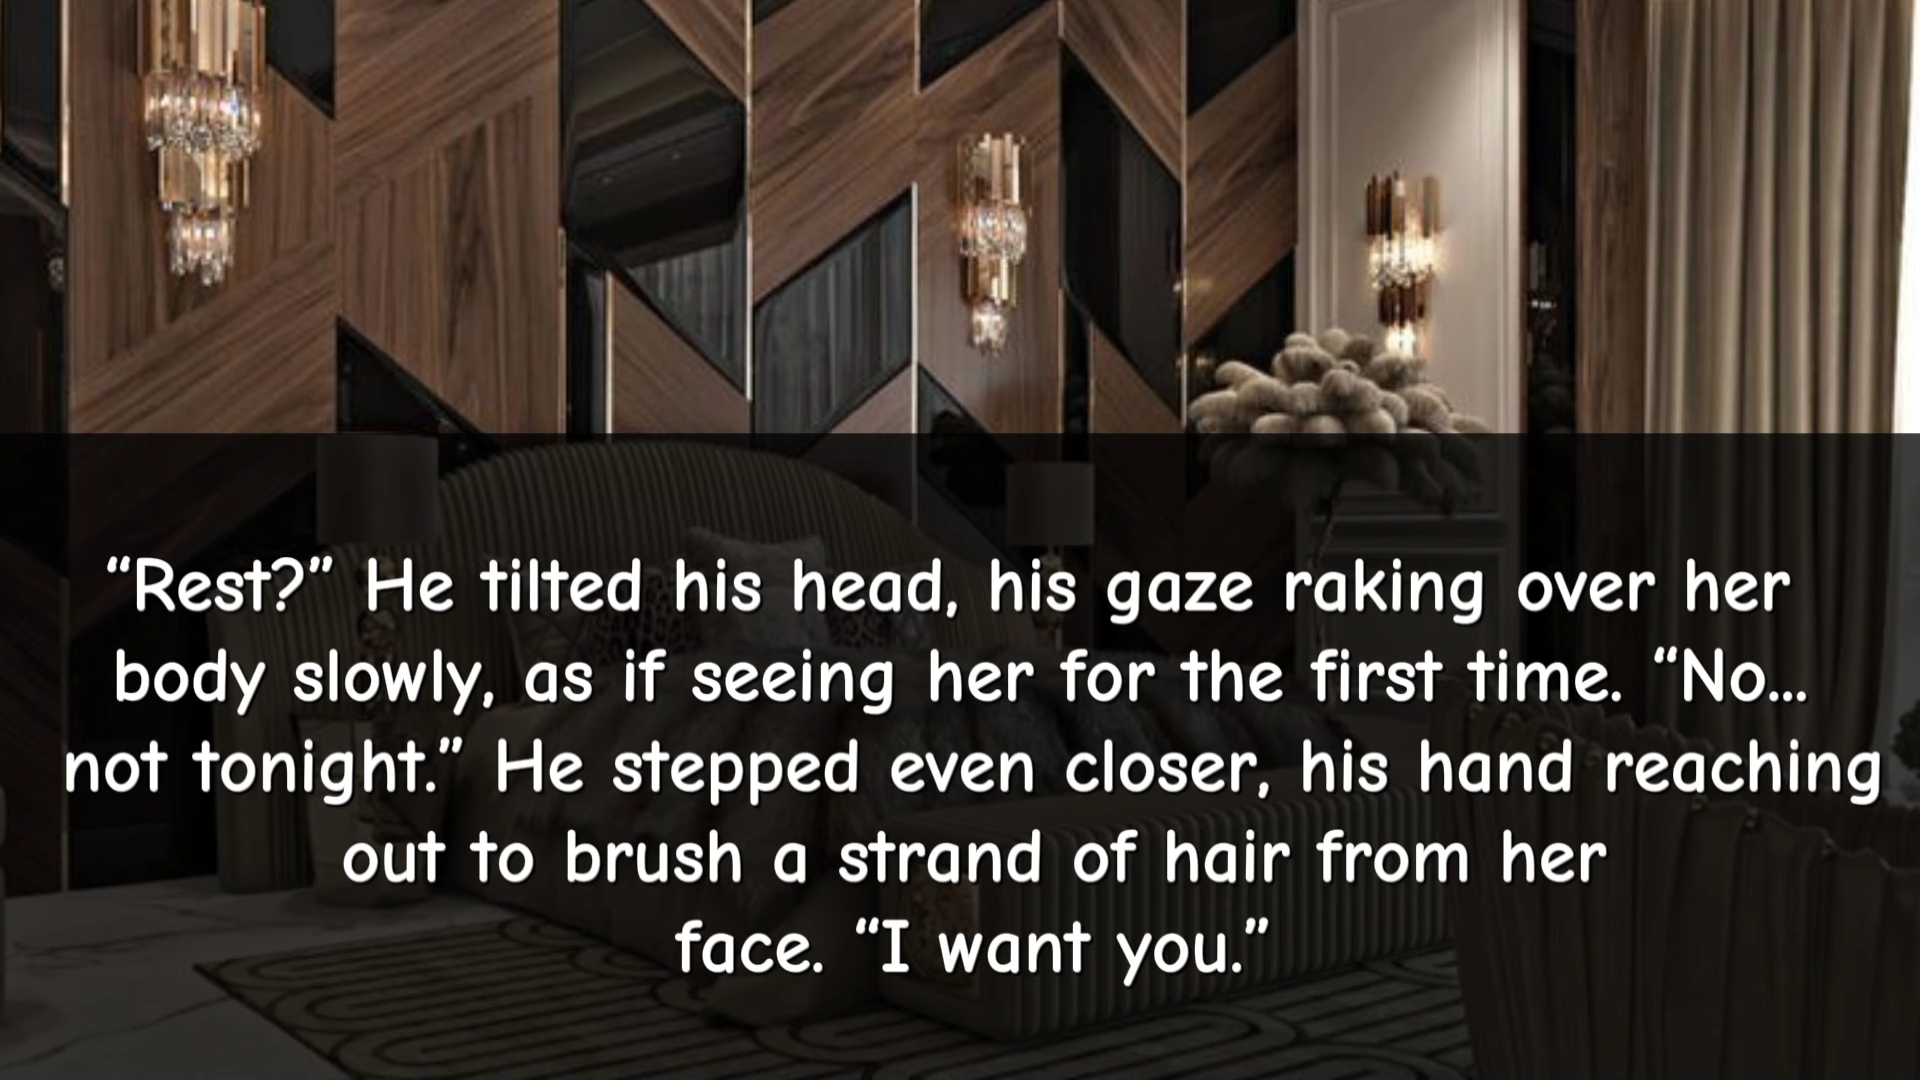 “Rest?” He tilted his head, his gaze raking over her
body slowly, as if seeing her for the first time. “No...
not tonight.” He stepped even closer, his hand reaching
out to brush a strand of hair from her
face. “I want you.”